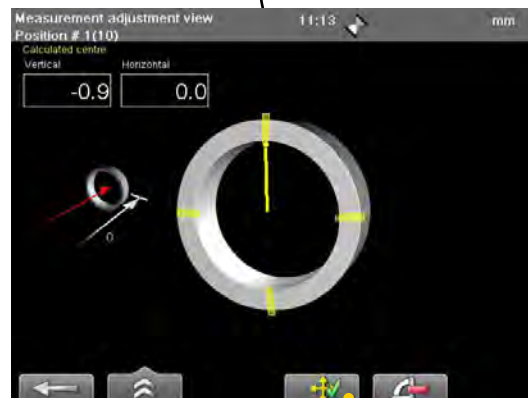 Measurement adjustment view 11:13 mm
Position # 1(10)
Calculated centre
Vertical Horizontal
-0.9 0.0
0